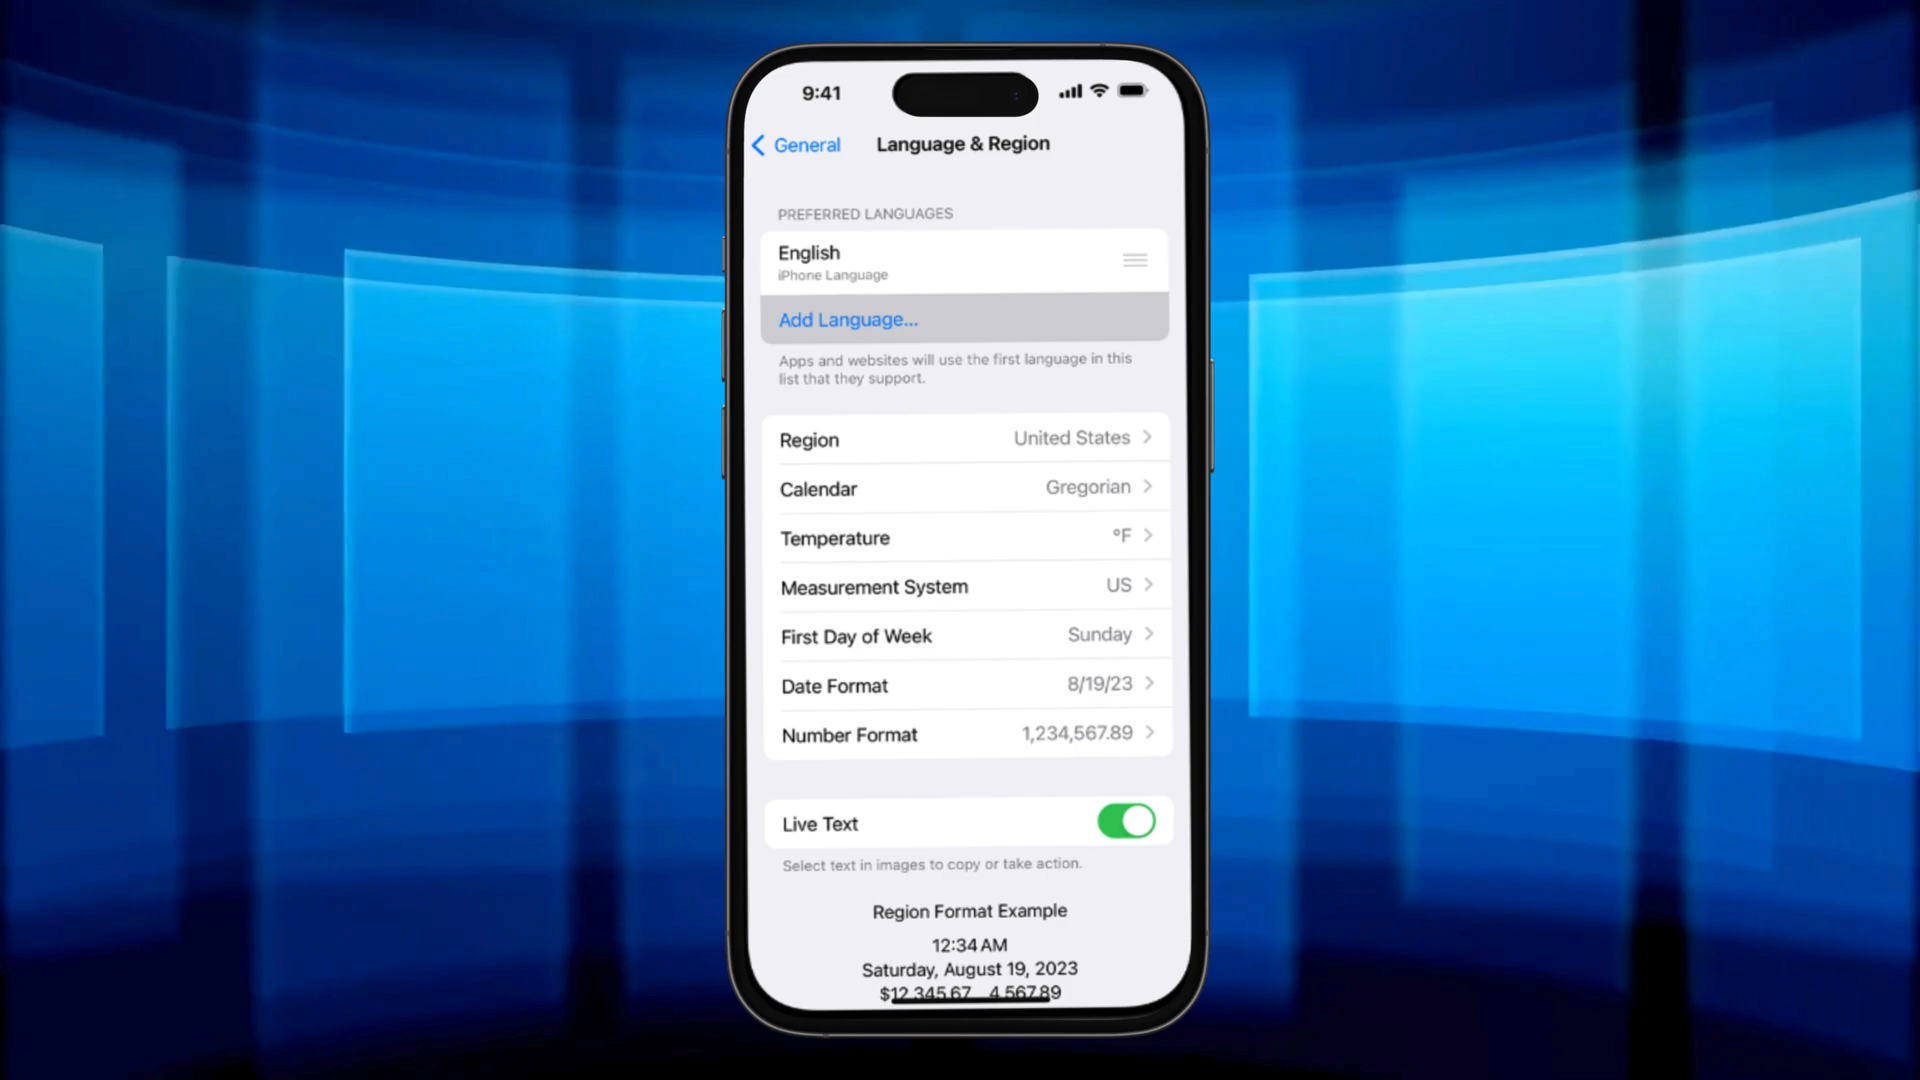 9:41
General
Language & Region
PREFERRED LANGUAGES
English
iPhone Language
Add Language...
Apps and websites will use the first language in this
list that they support.
Region United States
Calendar Gregorian
Temperature °F
Measurement System US
First Day of Week Sunday
Date Format 8/19/23
Number Format 1,234,567.89
Live Text
Select text in images to copy or take action.
Region Format Example
12:34 AM
Saturday, August 19, 2023
$12,345.67 4,567.89